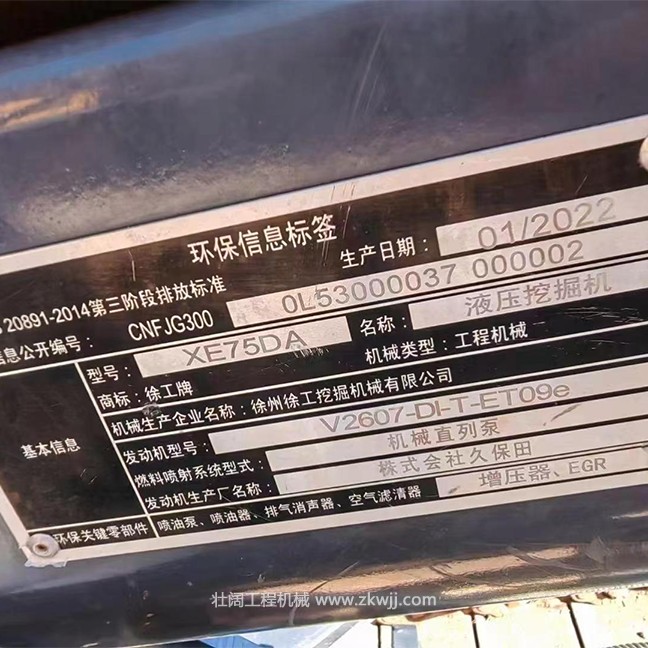 环保信息标签
生产日期: 01/2022
20891-2014第三阶段排放标准
信息公开编号: CNFJG300 0L53000037 000002
型号: XE75DA 名称: 液压挖掘机
商标: 徐工牌 机械类型: 工程机械
机械生产企业名称: 徐州徐工挖掘机械有限公司
基本信息
发动机型号: V2607-DI-T-ET09e
燃料喷射系统型式: 机械直列泵
发动机生产厂名称: 株式会社久保田
环保关键零部件 喷油泵、喷油器、排气消声器、空气滤清器 增压器、EGR
壮阔工程机械 www.zkwjj.com